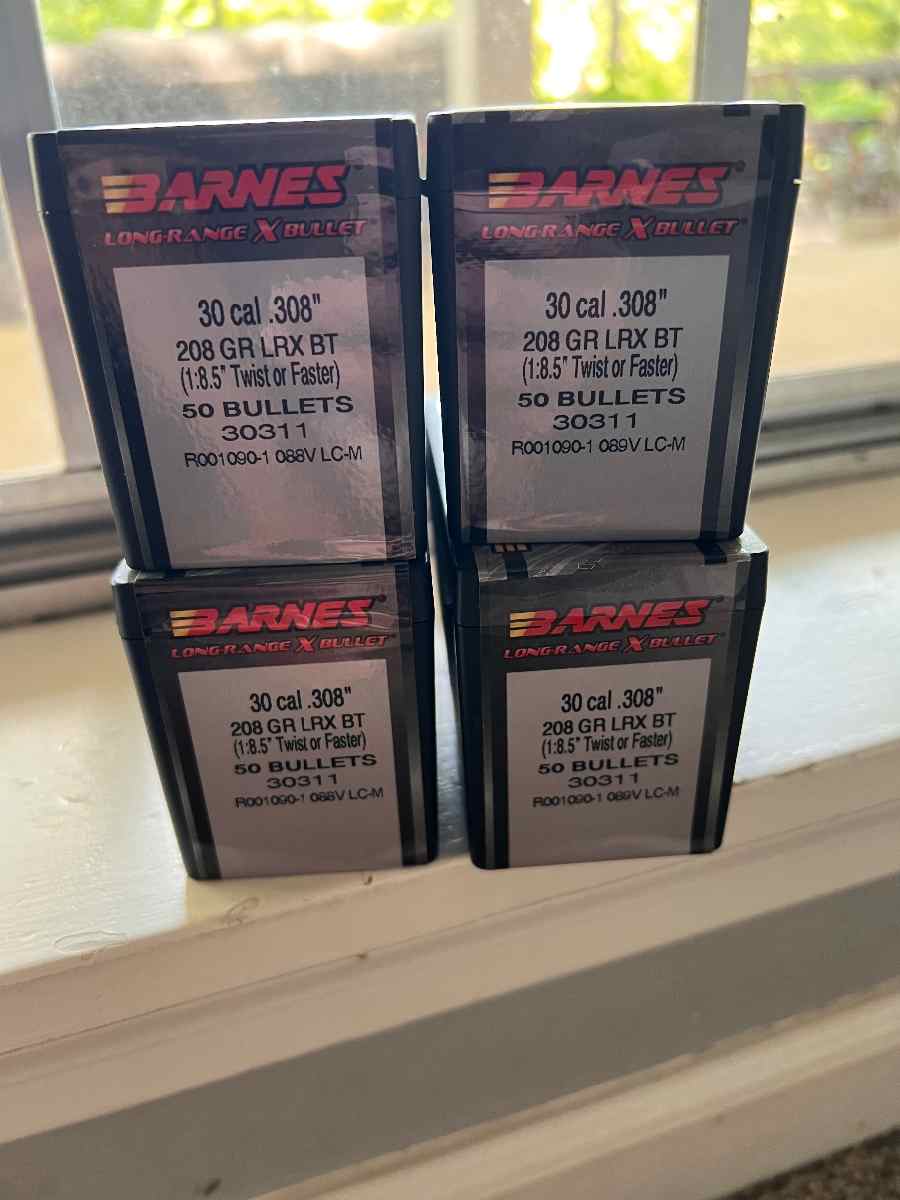 BARNES
LONG-RANGE X BULLET
30 cal .308"
208 GR LRX BT
(1:8.5" Twist or Faster)
50 BULLETS
30311
R001090-1 088V LC-M
BARNES
LONG-RANGE X BULLET
30 cal .308"
208 GR LRX BT
(1:8.5" Twist or Faster)
50 BULLETS
30311
R001090-1 089V LC-M
BARNES
LONG-RANGE X BULLET
30 cal .308"
208 GR LRX BT
(1:8.5" Twist or Faster)
50 BULLETS
30311
R001090-1 088V LC-M
BARNES
LONG-RANGE X BULLET
30 cal .308"
208 GR LRX BT
(1:8.5" Twist or Faster)
50 BULLETS
30311
R001090-1 089V LC-M